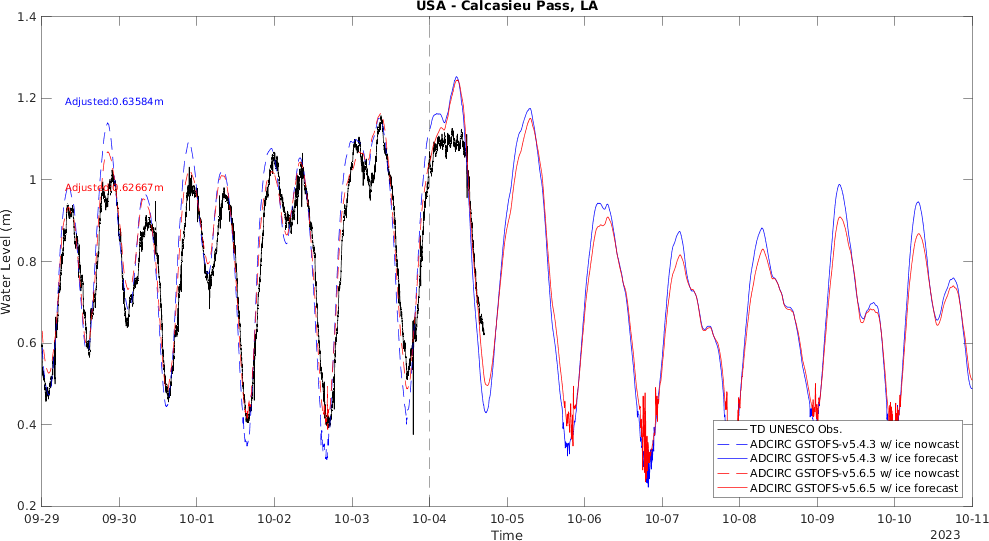 USA - Calcasieu Pass, LA
1.4
1.2
1
0.8
0.6
0.4
0.2
Water Level (m)
Adjusted:0.63584m
Adjusted:0.62667m
TD UNESCO Obs.
ADCIRC GSTOFS-v5.4.3 w/ ice nowcast
ADCIRC GSTOFS-v5.4.3 w/ ice forecast
ADCIRC GSTOFS-v5.6.5 w/ ice nowcast
ADCIRC GSTOFS-v5.6.5 w/ ice forecast
09-29 09-30 10-01 10-02 10-03 10-04 10-05 10-06 10-07 10-08 10-09 10-10 10-11
Time
2023